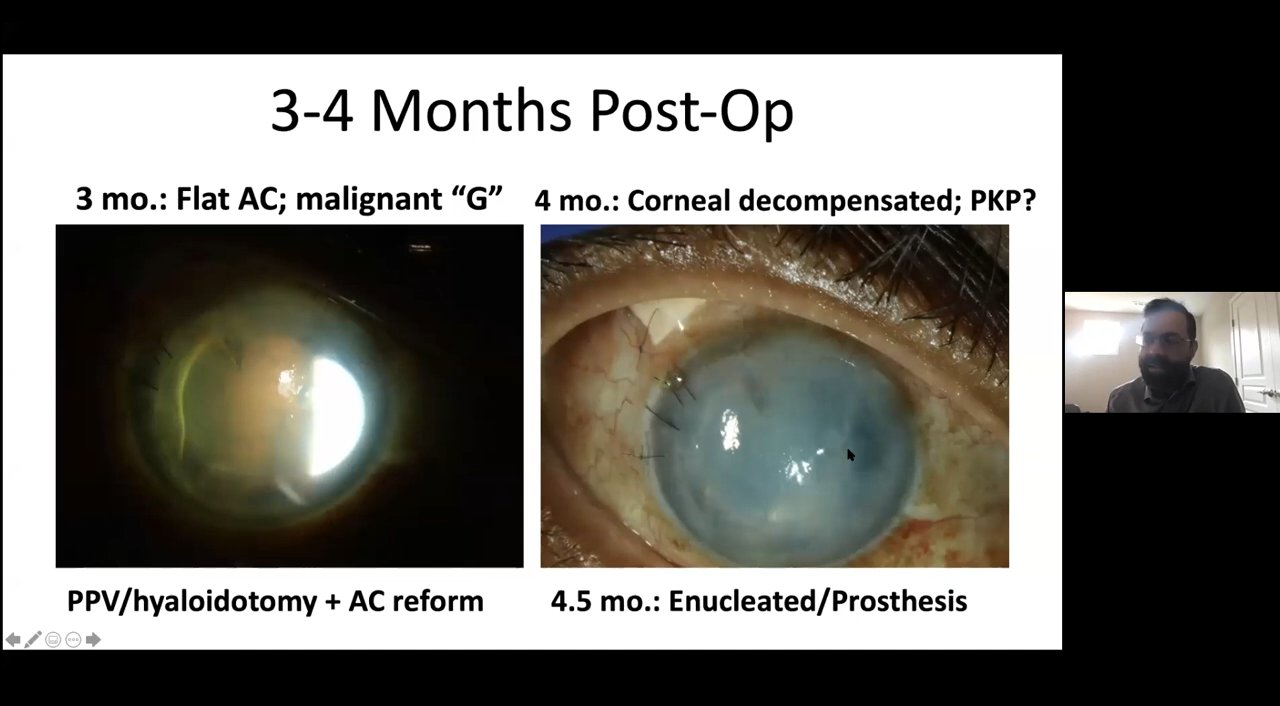 3-4 Months Post-Op
3 mo.: Flat AC; malignant “G”
4 mo.: Corneal decompensated; PKP?
PPV/hyaloidotomy + AC reform
4.5 mo.: Enucleated/Prosthesis